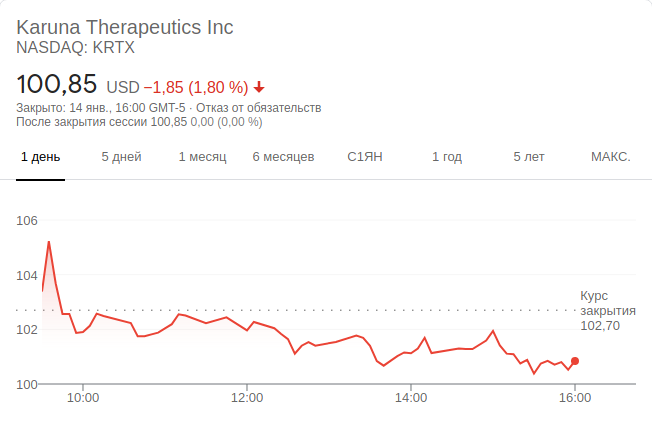 Karuna Therapeutics Inc
NASDAQ: KRTX
100,85 USD −1,85 (1,80 %)
Закрыто: 14 янв., 16:00 GMT-5 · Отказ от обязательств
После закрытия сессии 100,85 0,00 (0,00 %)
1 день 5 дней 1 месяц 6 месяцев С1ЯН 1 год 5 лет МАКС.
106
104
102
100
Курс
закрытия
102,70
10:00 12:00 14:00 16:00